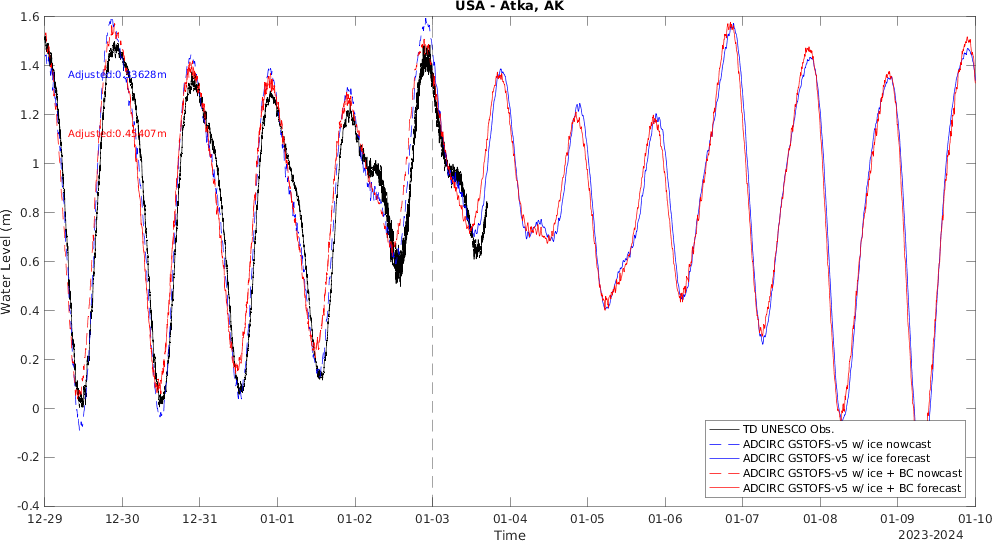 USA - Atka, AK
1.6
1.4
1.2
1
0.8
0.6
0.4
0.2
0
-0.2
-0.4
Water Level (m)
Adjusted:0.43628m
Adjusted:0.45407m
TD UNESCO Obs.
ADCIRC GSTOFS-v5 w/ ice nowcast
ADCIRC GSTOFS-v5 w/ ice forecast
ADCIRC GSTOFS-v5 w/ ice + BC nowcast
ADCIRC GSTOFS-v5 w/ ice + BC forecast
12-29 12-30 12-31 01-01 01-02 01-03 01-04 01-05 01-06 01-07 01-08 01-09 01-10
Time
2023-2024